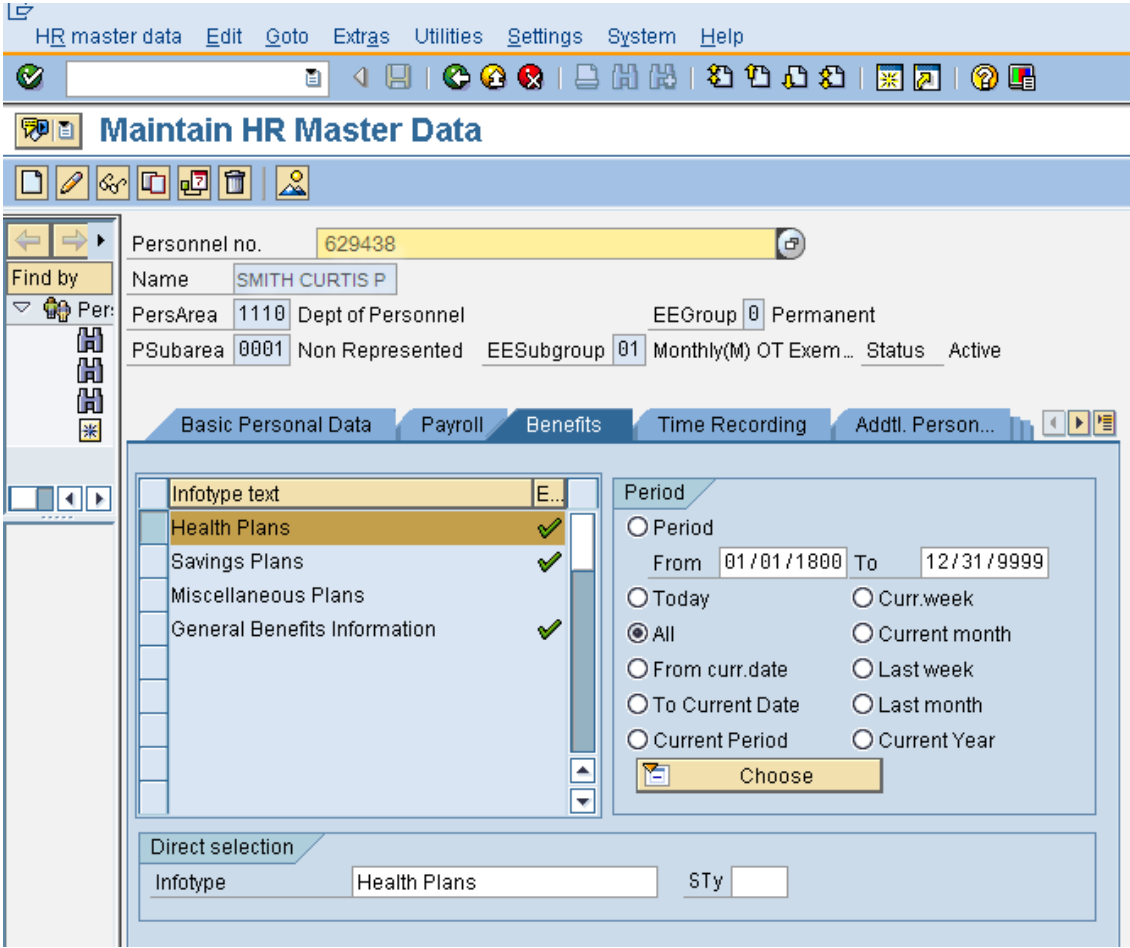 HR master data Edit Goto Extras Utilities Settings System Help
Maintain HR Master Data
Find by
Pers
Personnel no. 629438
Name SMITH CURTIS P
PersArea 1110 Dept of Personnel EEGroup 0 Permanent
PSubarea 0001 Non Represented EESubgroup 01 Monthly(M) OT Exem... Status Active
Basic Personal Data Payroll Benefits Time Recording Addtl. Person...
Infotype text E..
Health Plans
Savings Plans
Miscellaneous Plans
General Benefits Information
Period
Period
From 01/01/1800 To 12/31/9999
Today Curr.week
All Current month
From curr.date Last week
To Current Date Last month
Current Period Current Year
Choose
Direct selection
Infotype Health Plans STy